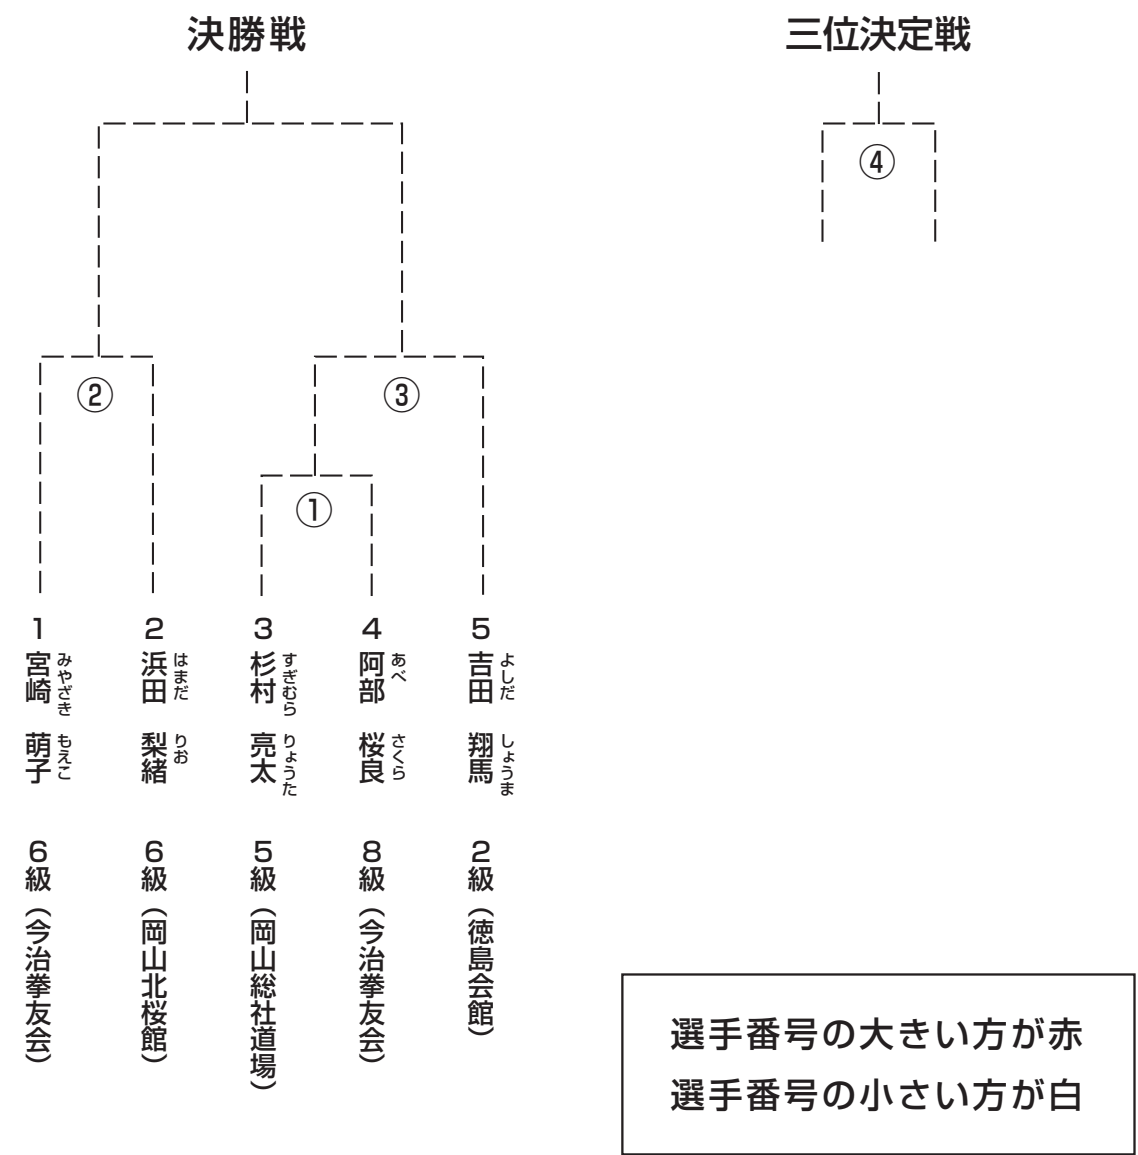 決勝戦
三位決定戦
④
②
③
①
1 宮崎 萌子 6級 (今治拳友会)
みやざき もえこ
2 浜田 梨緒 6級 (岡山北桜館)
はまだ りお
3 杉村 亮太 5級 (岡山総社道場)
すぎむら りょうた
4 阿部 桜良 8級 (今治拳友会)
あべ さくら
5 吉田 翔馬 2級 (徳島会館)
よしだ しょうま
選手番号の大きい方が赤
選手番号の小さい方が白